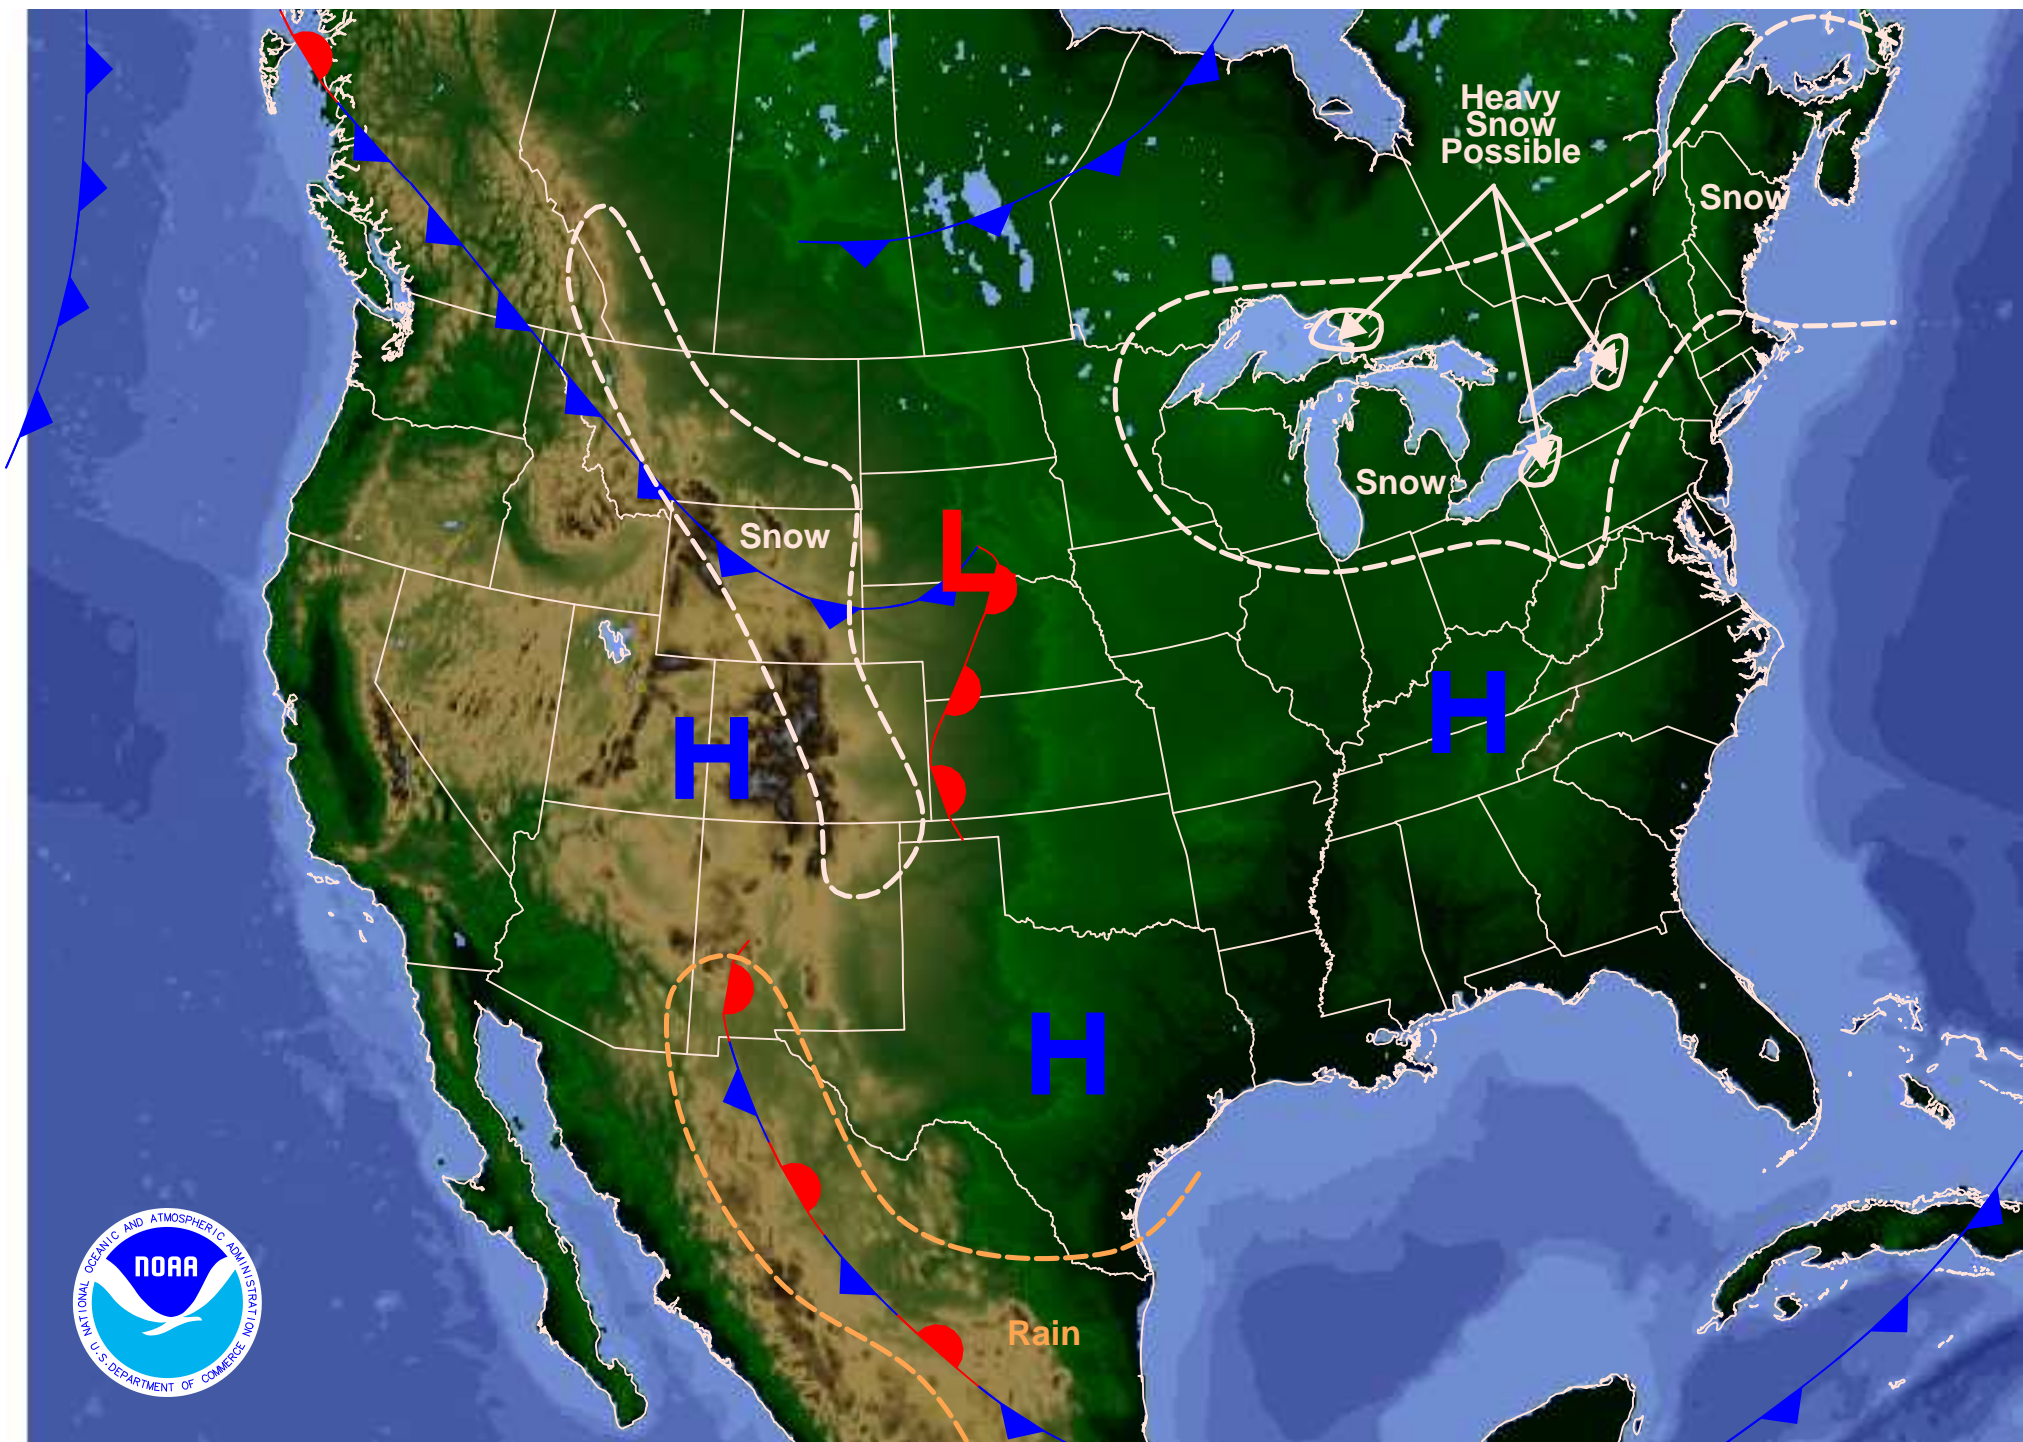 Heavy
Snow
Possible
Snow
Snow
Snow
L
H
H
H
Rain
NATIONAL OCEANIC AND ATMOSPHERIC ADMINISTRATION
NOAA
U.S. DEPARTMENT OF COMMERCE